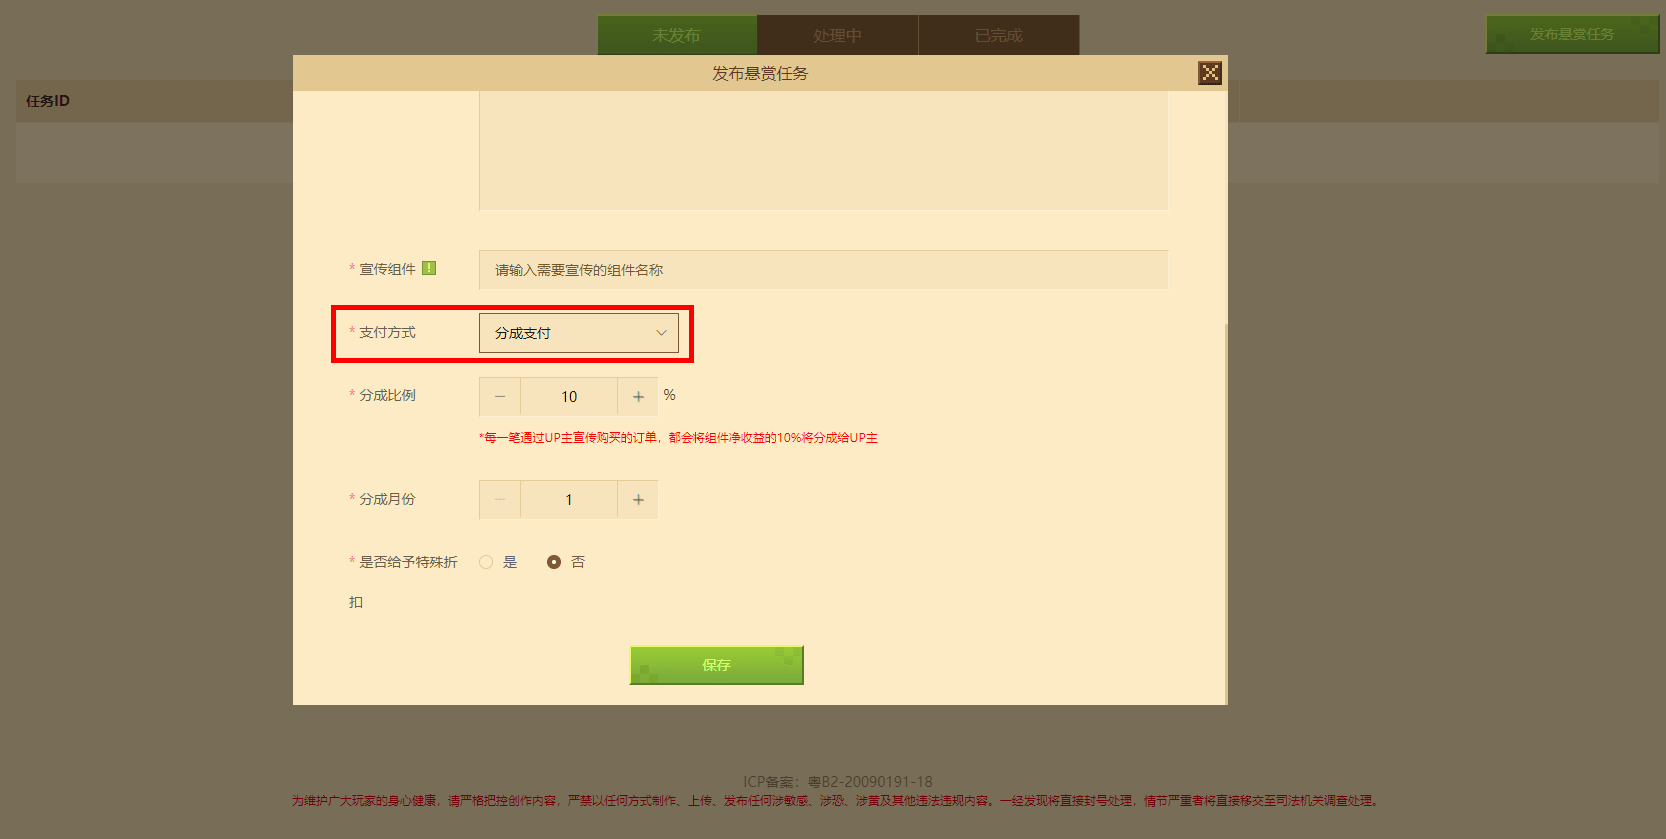 未发布
处理中
已完成
发布悬赏任务
发布悬赏任务
任务ID
* 宣传组件 !
请输入需要宣传的组件名称
* 支付方式
分成支付
* 分成比例
10
%
*每一笔通过UP主宣传购买的订单，都会将组件净收益的10%将分成给UP主
* 分成月份
1
* 是否给予特殊折
扣
是
否
保存
ICP备案：粤B2-20090191-18
为维护广大玩家的身心健康，请严格把控创作内容，严禁以任何方式制作、上传、发布任何涉敏感、涉恐、涉黄及其他违法违规内容。一经发现将直接封号处理，情节严重者将直接移交至司法机关调查处理。